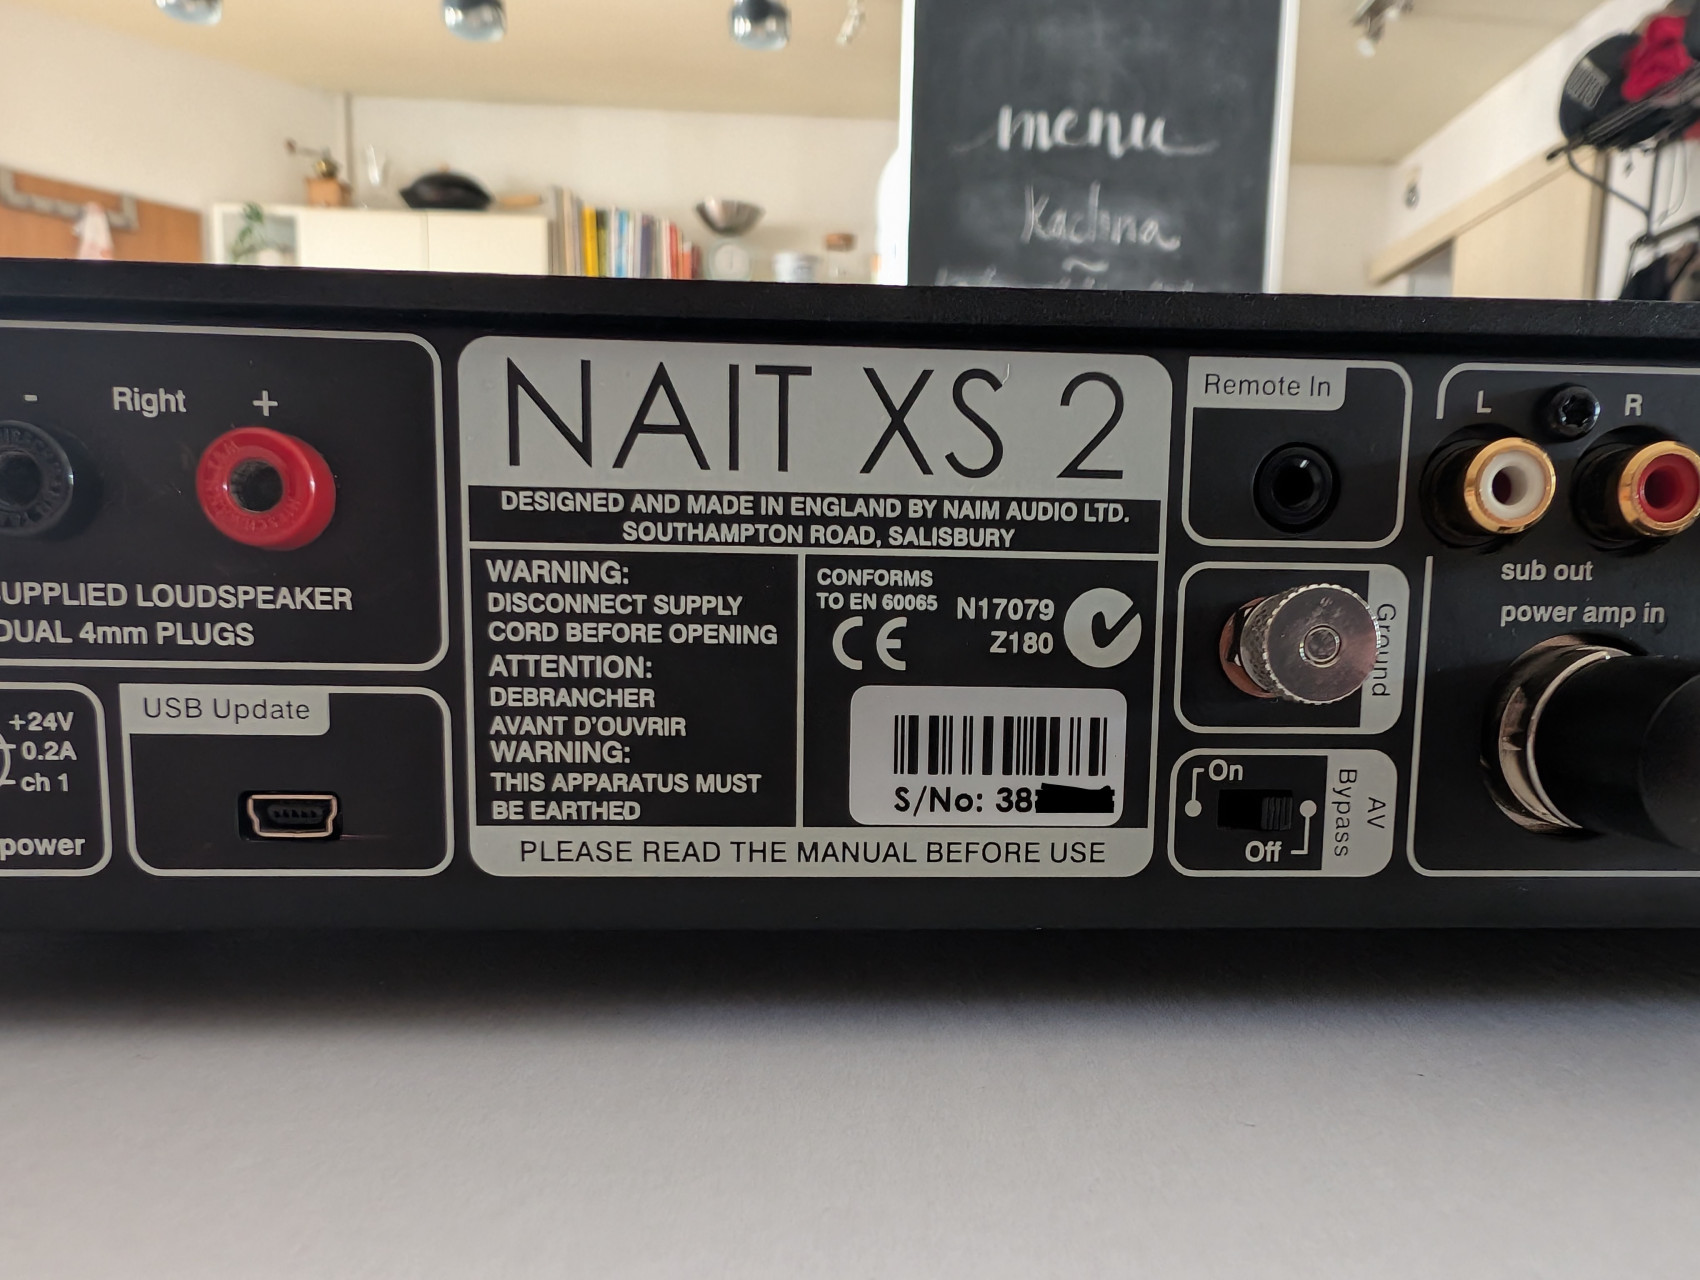 menu
- Right +
SUPPLIED LOUDSPEAKER
DUAL 4mm PLUGS
+24V
0.2A
ch 1
power
USB Update
NAIT XS 2
DESIGNED AND MADE IN ENGLAND BY NAIM AUDIO LTD.
SOUTHAMPTON ROAD, SALISBURY
WARNING:
DISCONNECT SUPPLY
CORD BEFORE OPENING
ATTENTION:
DEBRANCHER
AVANT D'OUVRIR
WARNING:
THIS APPARATUS MUST
BE EARTHED
CONFORMS
TO EN 60065
N17079
Z180
CE
S/No: 38
PLEASE READ THE MANUAL BEFORE USE
Remote In
Ground
On
Off
AV
Bypass
L R
sub out
power amp in